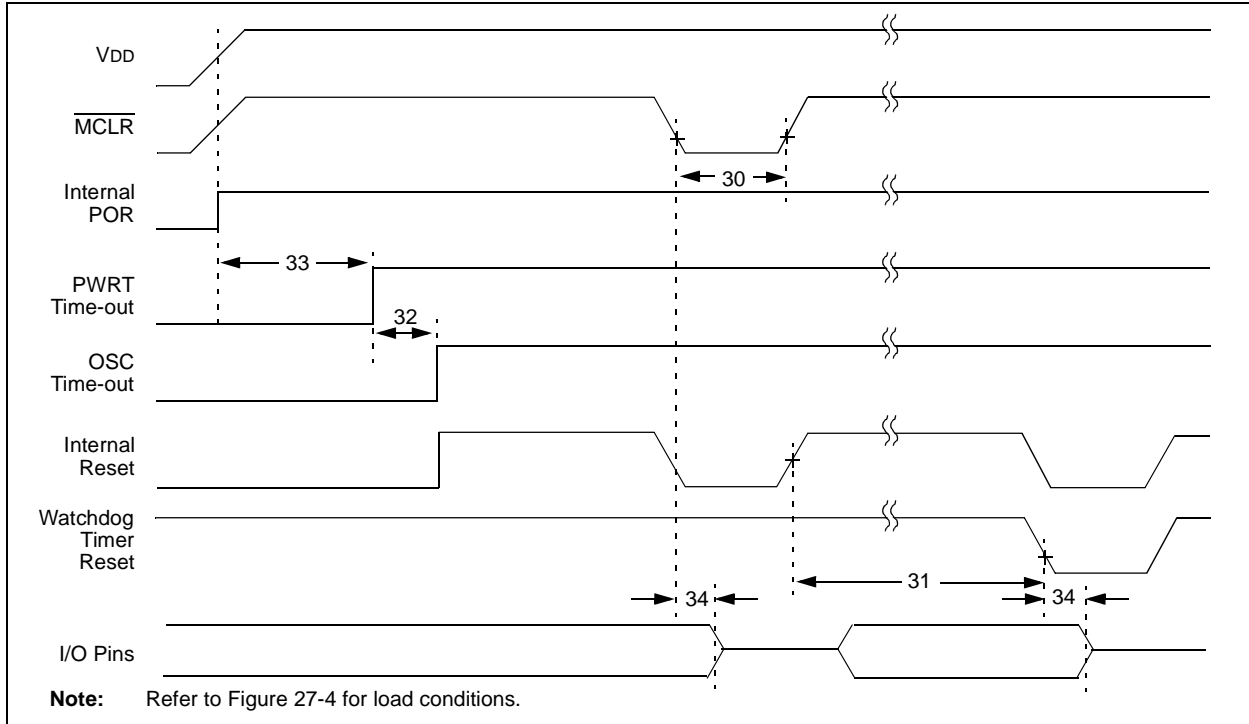 VDD
MCLR
30
Internal
POR
33
PWRT
Time-out
32
OSC
Time-out
Internal
Reset
Watchdog
Timer
Reset
31
34
34
I/O Pins
Note: Refer to Figure 27-4 for load conditions.